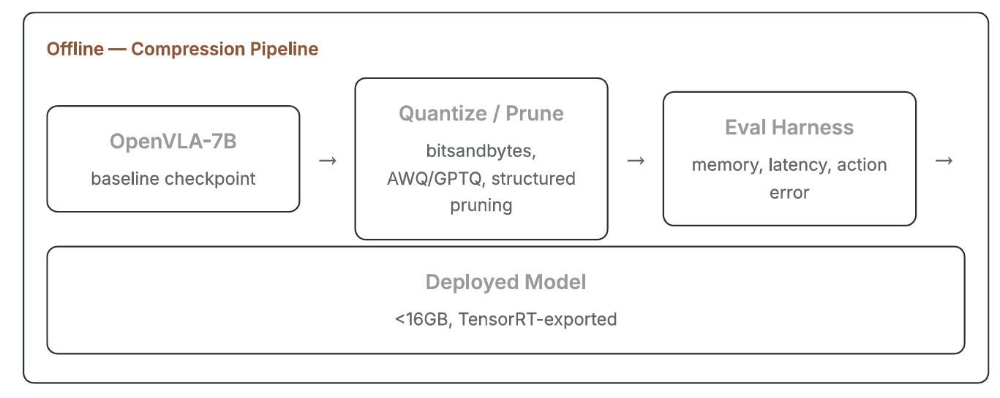 Offline — Compression Pipeline
OpenVLA-7B
baseline checkpoint
→
Quantize / Prune
bitsandbytes,
AWQ/GPTQ, structured
pruning
→
Eval Harness
memory, latency, action
error
→
Deployed Model
<16GB, TensorRT-exported